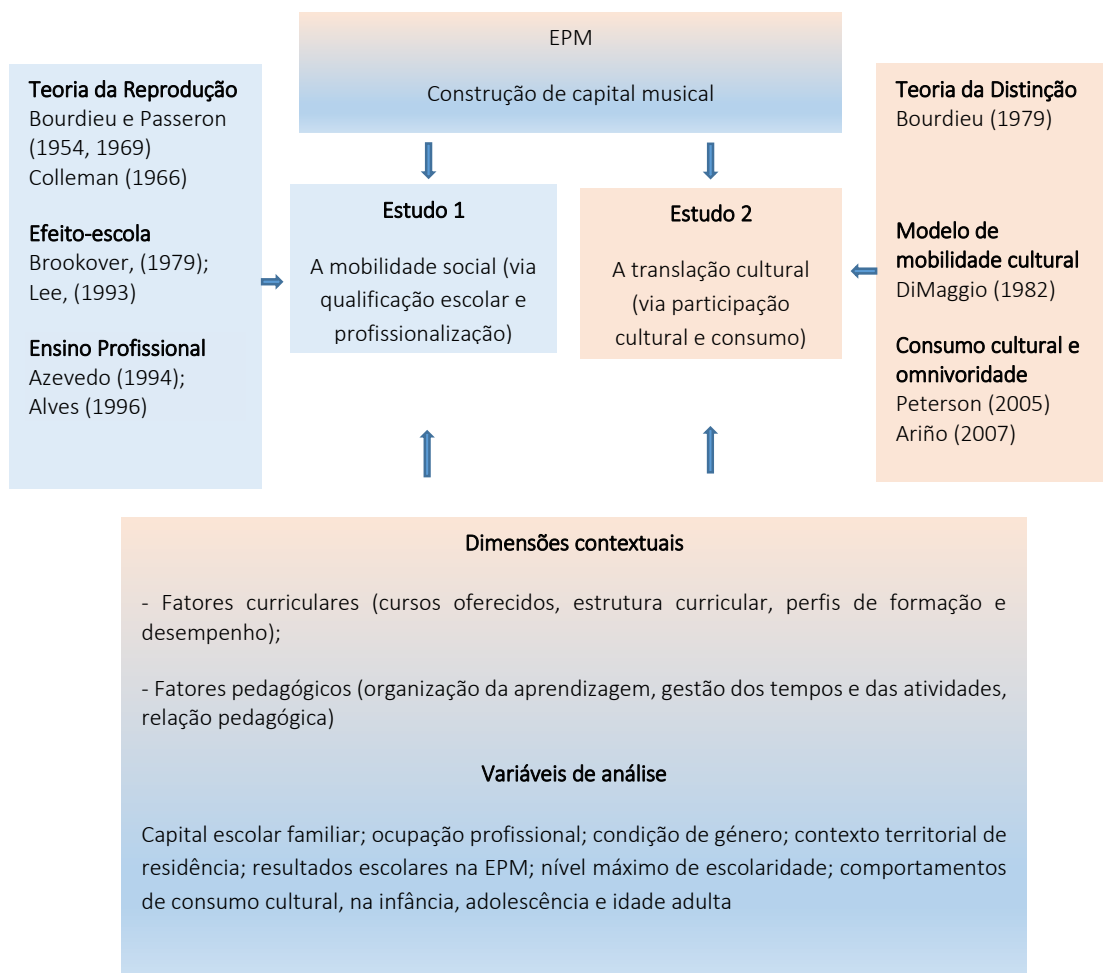 EPM
Construção de capital musical
Teoria da Reprodução
Bourdieu e Passeron
(1954, 1969)
Colleman (1966)
Efeito-escola
Brookover, (1979);
Lee, (1993)
Ensino Profissional
Azevedo (1994);
Alves (1996)
Estudo 1
A mobilidade social (via
qualificação escolar e
profissionalização)
Estudo 2
A translação cultural
(via participação
cultural e consumo)
Teoria da Distinção
Bourdieu (1979)
Modelo de
mobilidade cultural
DiMaggio (1982)
Consumo cultural e
omnivoridade
Peterson (2005)
Ariño (2007)
Dimensões contextuais
- Fatores curriculares (cursos oferecidos, estrutura curricular, perfis de formação e
desempenho);
- Fatores pedagógicos (organização da aprendizagem, gestão dos tempos e das atividades,
relação pedagógica)
Variáveis de análise
Capital escolar familiar; ocupação profissional; condição de género; contexto territorial de
residência; resultados escolares na EPM; nível máximo de escolaridade; comportamentos
de consumo cultural, na infância, adolescência e idade adulta